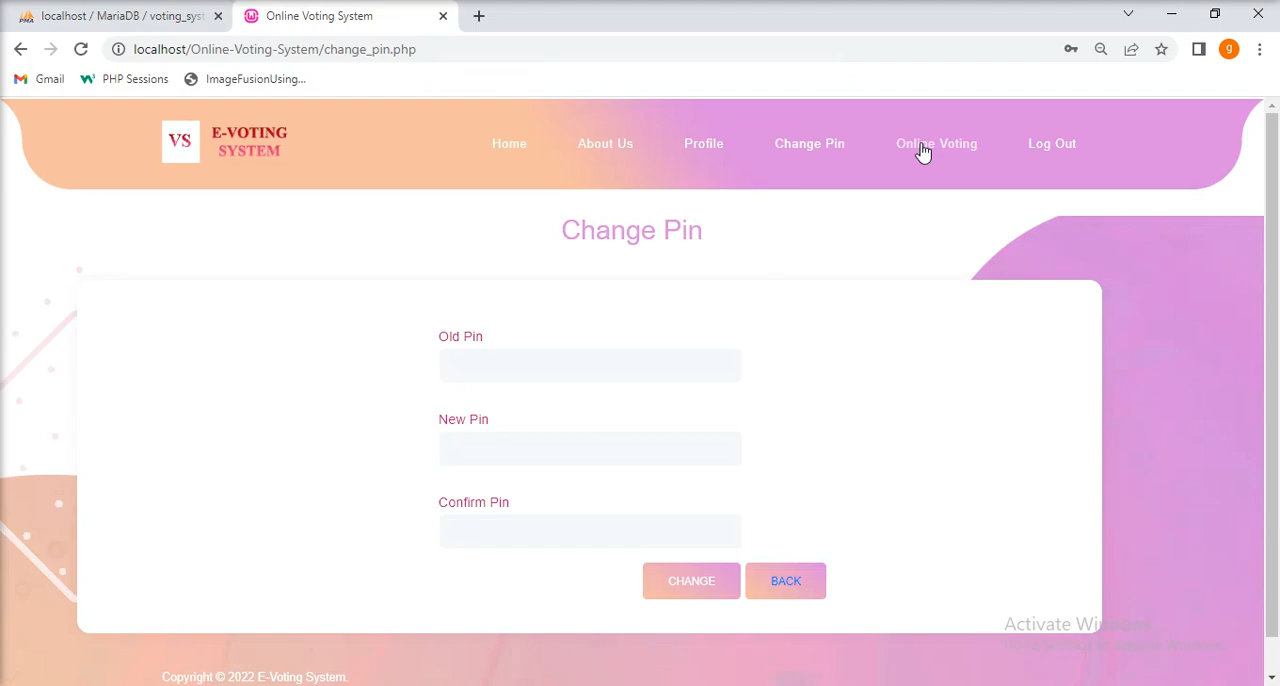 localhost / MariaDB / voting_syst
Online Voting System
localhost/Online-Voting-System/change_pin.php
g
Gmail
PHP Sessions
ImageFusionUsing...
VS
E-VOTING
SYSTEM
Home
About Us
Profile
Change Pin
Online Voting
Log Out
Change Pin
Old Pin
New Pin
Confirm Pin
CHANGE
BACK
Activate Windows
Copyright © 2022 E-Voting System.